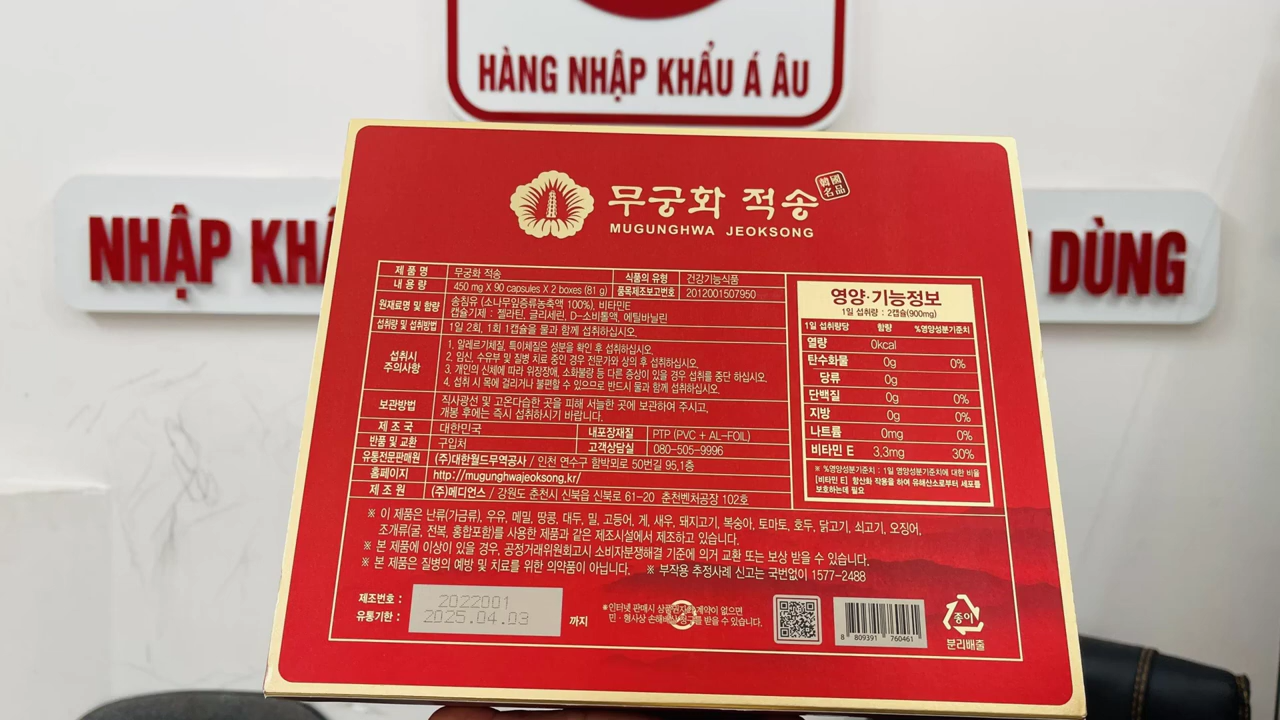 HÀNG NHẬP KHẨU Á ÂU
NHẬP KH
DÙNG
무궁화 적송
韓國名品
MUGUNGHWA JEOKSONG
제 품 명 무궁화 적송 식품의 유형 건강기능식품
내 용 량 450 mg X 90 capsules X 2 boxes (81 g) 품목제조보고번호 2012001507950
원재료명 및 함량 송침유 (소나무잎증류농축액 100%), 비타민E
캡슐기제 : 젤라틴, 글리세린, D-소비톨액, 에틸바닐린
섭취량 및 섭취방법 1일 2회, 1회 1캡슐을 물과 함께 섭취하십시오.
섭취시 주의사항
1. 알레르기체질, 특이체질은 성분을 확인 후 섭취하십시오.
2. 임신, 수유부 및 질병 치료 중인 경우 전문가와 상의 후 섭취하십시오.
3. 개인의 신체에 따라 위장장애, 소화불량 등 다른 증상이 있을 경우 섭취를 중단 하십시오.
4. 섭취 시 목에 걸리거나 불편할 수 있으므로 반드시 물과 함께 섭취하십시오.
보관방법 직사광선 및 고온다습한 곳을 피해 서늘한 곳에 보관하여 주시고,
개봉 후에는 즉시 섭취하시기 바랍니다.
제 조 국 대한민국 내포장재질 PTP (PVC + AL-FOIL)
반품 및 교환 구입처 고객상담실 080-505-9996
유통전문판매원 (주)대한월드무역공사 / 인천 연수구 함박뫼로 50번길 95,1층
홈페이지 http://mugunghwajeoksong.kr/
제 조 원 (주)메디언스 / 강원도 춘천시 신북읍 신북로 61-20 춘천벤처공장 102호
영양·기능정보
1일 섭취량 : 2캡슐(900mg)
1일 섭취량당 함량 %영양성분기준치
열량 0kcal
탄수화물 0g 0%
당류 0g
단백질 0g 0%
지방 0g 0%
나트륨 0mg 0%
비타민 E 3.3mg 30%
※ %영양성분기준치 : 1일 영양성분기준치에 대한 비율
[비타민 E] 항산화 작용을 하여 유해산소로부터 세포를
보호하는데 필요
※ 이 제품은 난류(가금류), 우유, 메밀, 땅콩, 대두, 밀, 고등어, 게, 새우, 돼지고기, 복숭아, 토마토, 호두, 닭고기, 쇠고기, 오징어,
조개류(굴, 전복, 홍합포함)를 사용한 제품과 같은 제조시설에서 제조하고 있습니다.
※ 본 제품에 이상이 있을 경우, 공정거래위원회고시 소비자분쟁해결 기준에 의거 교환 또는 보상 받을 수 있습니다.
※ 본 제품은 질병의 예방 및 치료를 위한 의약품이 아닙니다. ※ 부작용 추정사례 신고는 국번없이 1577-2488
제조번호 : 2022001
유통기한 : 2025.04.03 까지
※인터넷 판매시 상 계약이 없으면
민·형사상 손해 를 받을 수 있습니다.
8 809391 760461
종이
분리배출